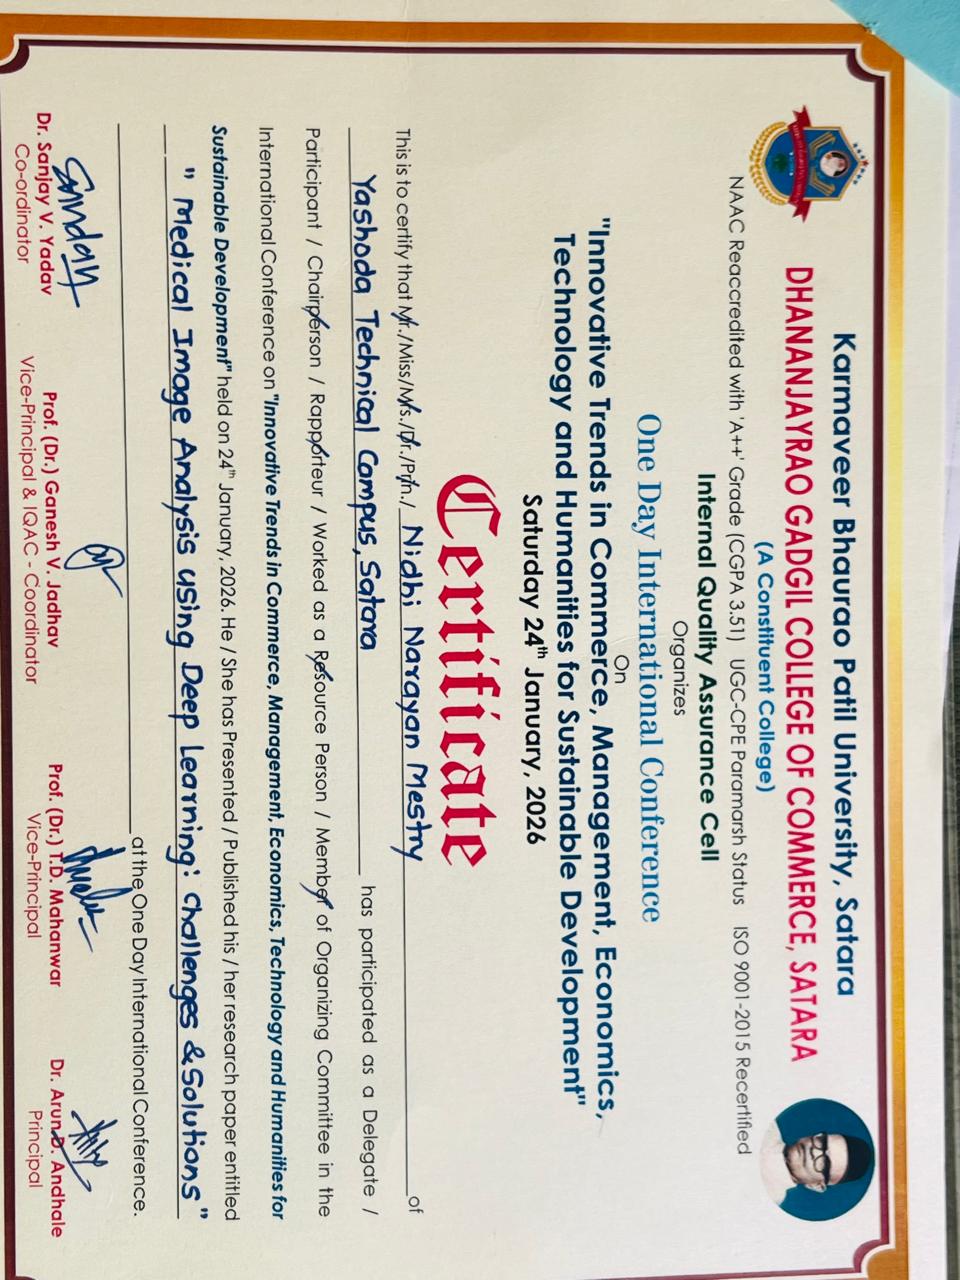 Karmaveer Bhaurao Patil University, Satara
DHANANJAYRAO GADGIL COLLEGE OF COMMERCE, SATARA
(A Constituent College)
NAAC Reaccredited with 'A++' Grade (CGPA 3.51) UGC-CPE Paramarsh Status ISO 9001-2015 Recertified
Internal Quality Assurance Cell
Organizes
One Day International Conference
On
"Innovative Trends in Commerce, Management, Economics,
Technology and Humanities for Sustainable Development"
Saturday 24th January, 2026
Certificate
This is to certify that Mr./Miss/Ms./Dr./Prin./ Nidhi Narayan Mestry of
Yashoda Technical Campus, Satara has participated as a Delegate /
Participant / Chairperson / Rapporteur / Worked as a Resource Person / Member of Organizing Committee in the
International Conference on "Innovative Trends in Commerce, Management, Economics, Technology and Humanities for
Sustainable Development" held on 24th January, 2026. He / She has Presented / Published his / her research paper entitled
" Medical Image Analysis using Deep Learning: Challenges & Solutions"
at the One Day International Conference.
Dr. Sanjay V. Yadav
Co-ordinator
Prof. (Dr.) Ganesh V. Jadhav
Vice-Principal & IQAC - Coordinator
Prof. (Dr.) T.D. Mahanwar
Vice-Principal
Dr. Arun D. Andhale
Principal